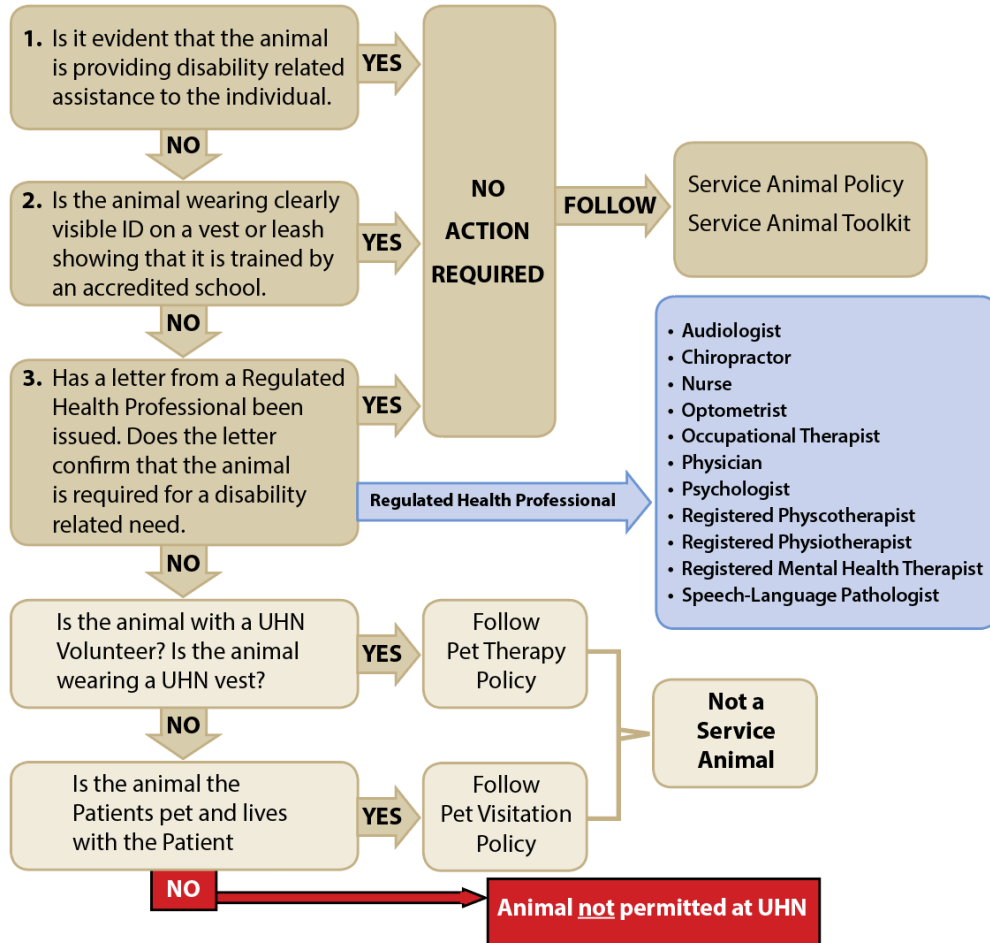 1. Is it evident that the animal
is providing disability related
assistance to the individual.
YES
NO
2. Is the animal wearing clearly
visible ID on a vest or leash
showing that it is trained by
an accredited school.
YES
NO
3. Has a letter from a Regulated
Health Professional been
issued. Does the letter
confirm that the animal
is required for a disability
related need.
YES
NO
ACTION
REQUIRED
FOLLOW
Service Animal Policy
Service Animal Toolkit
Regulated Health Professional
• Audiologist
• Chiropractor
• Nurse
• Optometrist
• Occupational Therapist
• Physician
• Psychologist
• Registered Physcotherapist
• Registered Physiotherapist
• Registered Mental Health Therapist
• Speech-Language Pathologist
NO
Is the animal with a UHN
Volunteer? Is the animal
wearing a UHN vest?
YES
Follow
Pet Therapy
Policy
NO
Is the animal the
Patients pet and lives
with the Patient
YES
Follow
Pet Visitation
Policy
Not a
Service
Animal
NO
Animal not permitted at UHN